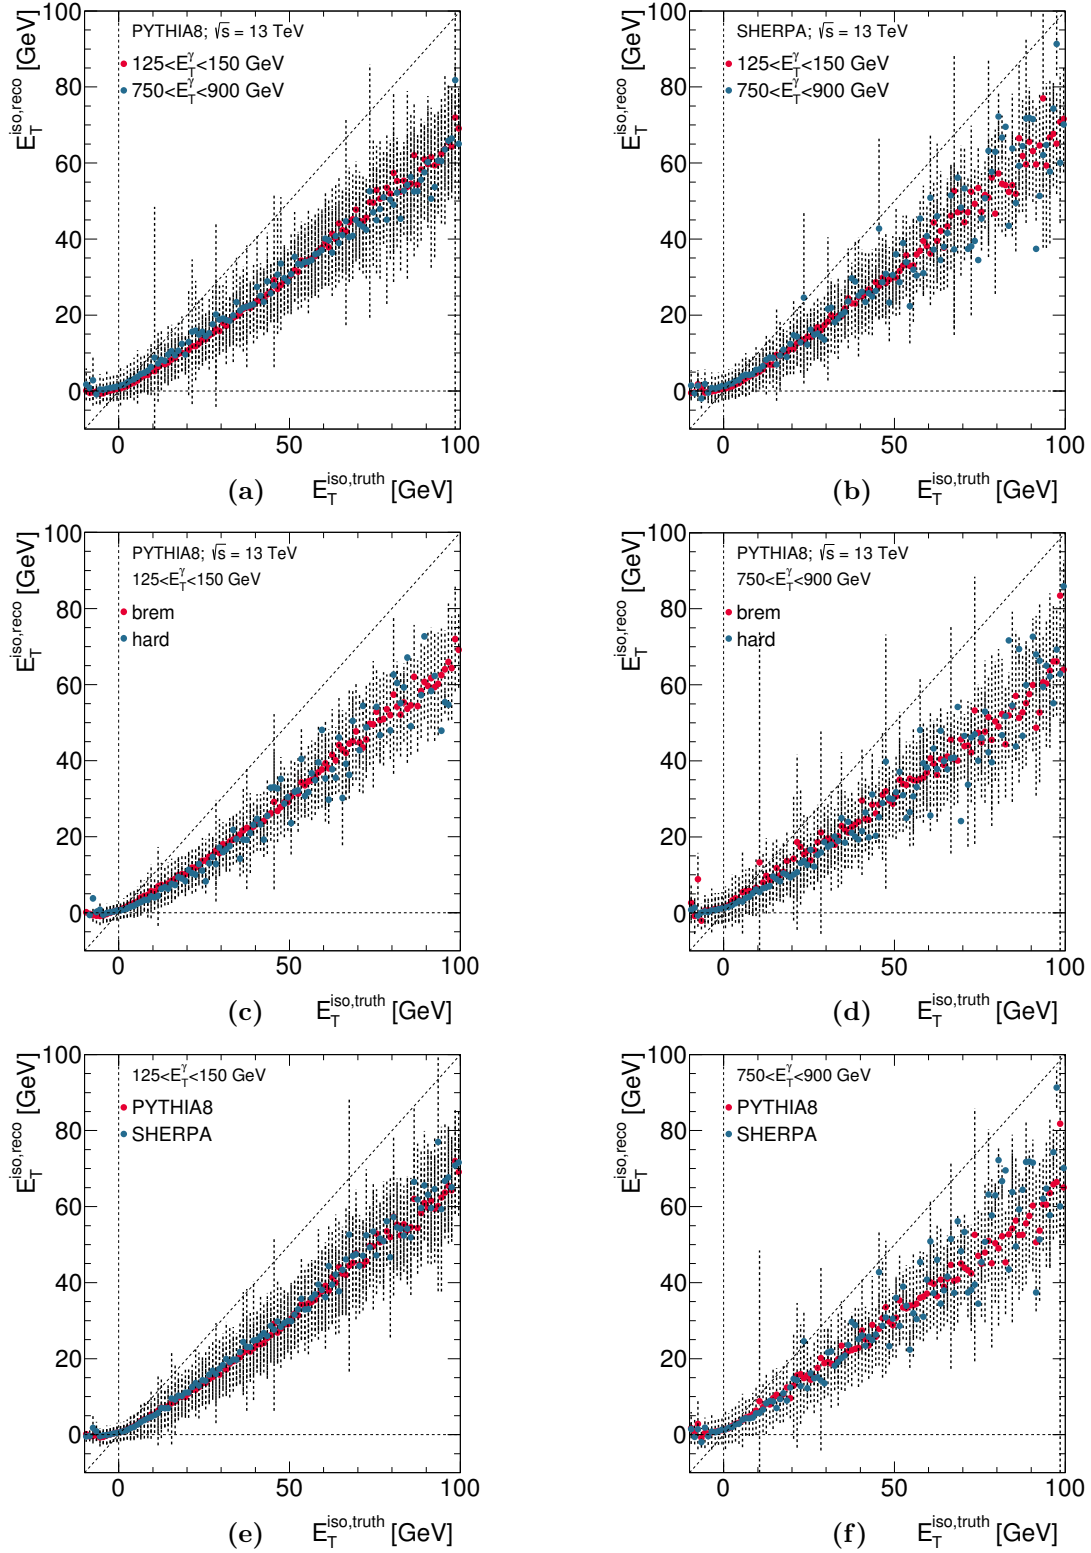 PYTHIA8; √s = 13 TeV
125<E_T^γ<150 GeV
750<E_T^γ<900 GeV
E_T^iso,reco [GeV]
100
80
60
40
20
0
0 50 100
(a) E_T^iso,truth [GeV]
SHERPA; √s = 13 TeV
125<E_T^γ<150 GeV
750<E_T^γ<900 GeV
E_T^iso,reco [GeV]
100
80
60
40
20
0
0 50 100
(b) E_T^iso,truth [GeV]
PYTHIA8; √s = 13 TeV
125<E_T^γ<150 GeV
brem
hard
E_T^iso,reco [GeV]
100
80
60
40
20
0
0 50 100
(c) E_T^iso,truth [GeV]
PYTHIA8; √s = 13 TeV
750<E_T^γ<900 GeV
brem
hard
E_T^iso,reco [GeV]
100
80
60
40
20
0
0 50 100
(d) E_T^iso,truth [GeV]
125<E_T^γ<150 GeV
PYTHIA8
SHERPA
E_T^iso,reco [GeV]
100
80
60
40
20
0
0 50 100
(e) E_T^iso,truth [GeV]
750<E_T^γ<900 GeV
PYTHIA8
SHERPA
E_T^iso,reco [GeV]
100
80
60
40
20
0
0 50 100
(f) E_T^iso,truth [GeV]